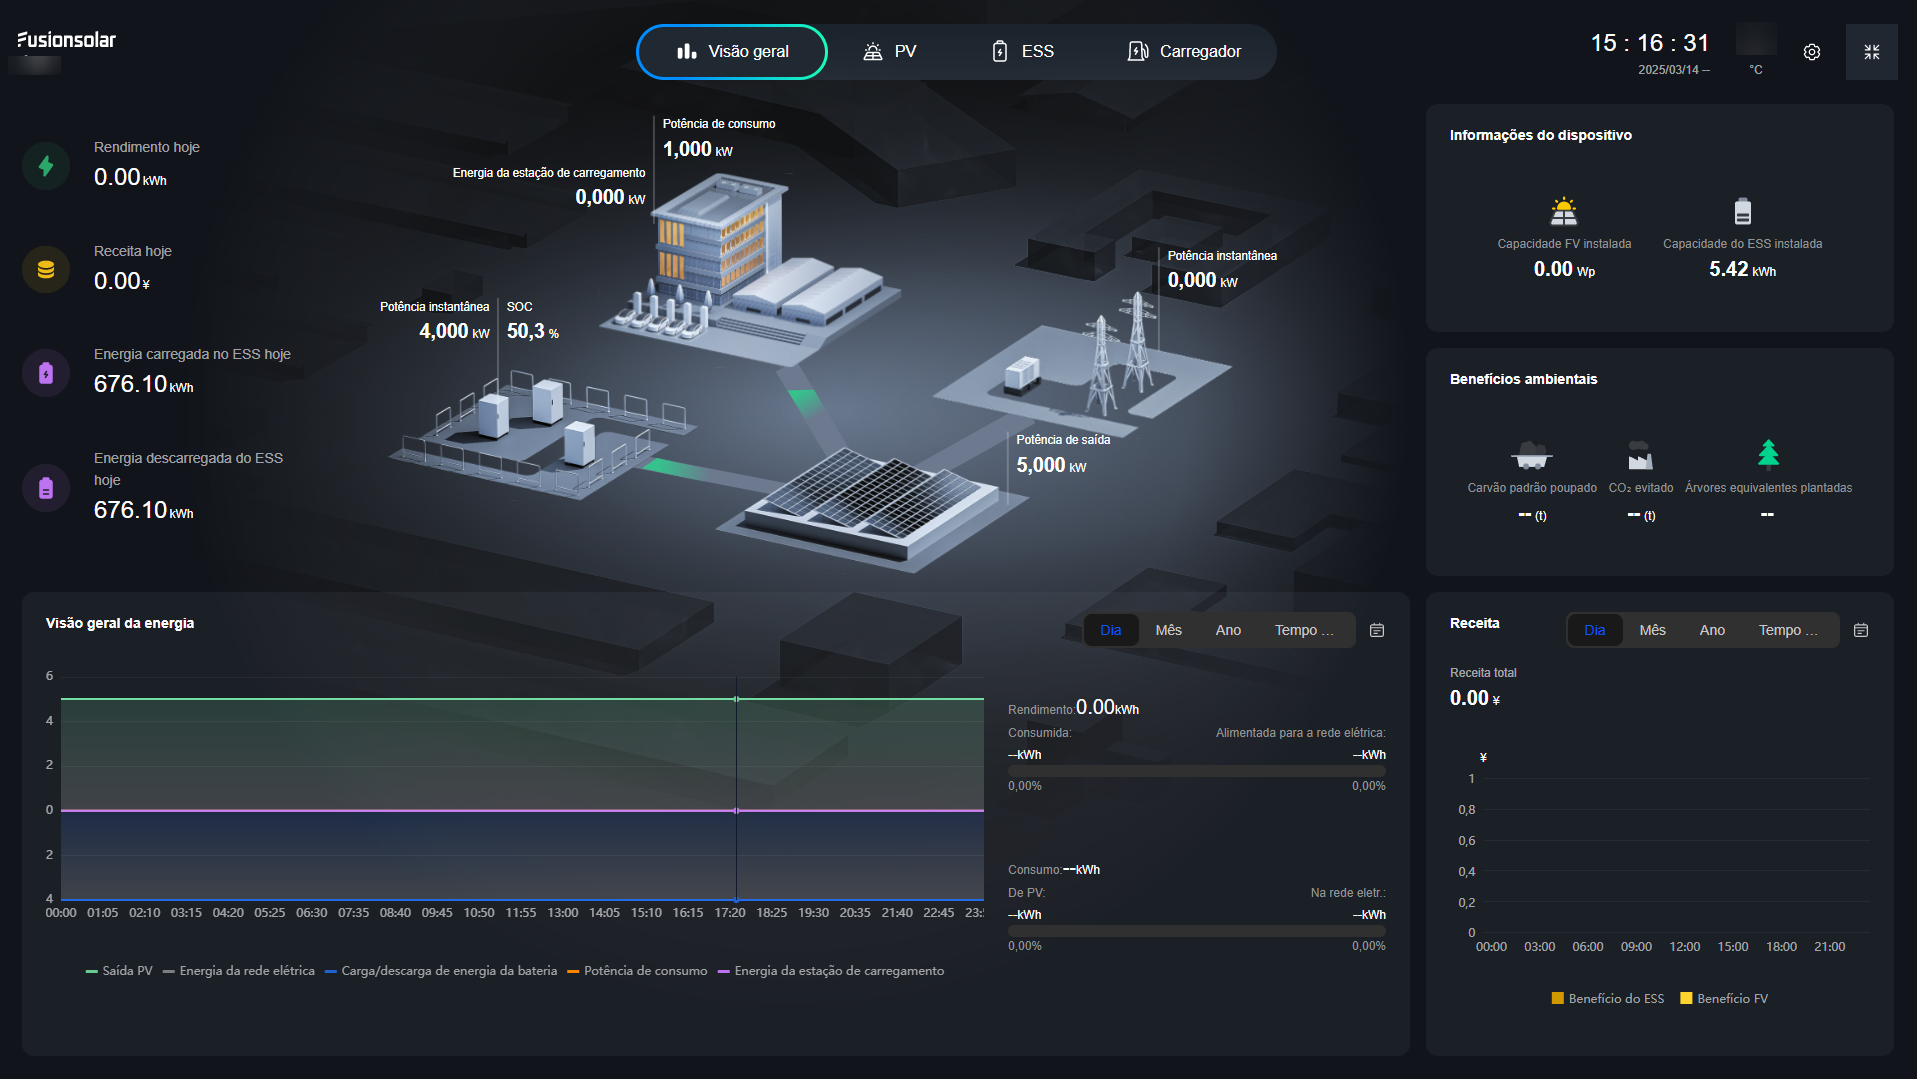 Fusionsolar
Visão geral
PV
ESS
Carregador
15 : 16 : 31
2025/03/14 --
°C
Rendimento hoje
0.00 kWh
Receita hoje
0.00 ¥
Energia carregada no ESS hoje
676.10 kWh
Energia descarregada do ESS
hoje
676.10 kWh
Potência de consumo
1,000 kW
Energia da estação de carregamento
0,000 kW
Potência instantânea
4,000 kW
SOC
50,3 %
Potência instantânea
0,000 kW
Potência de saída
5,000 kW
Informações do dispositivo
Capacidade FV instalada
0.00 Wp
Capacidade do ESS instalada
5.42 kWh
Benefícios ambientais
Carvão padrão poupado
-- (t)
CO₂ evitado
-- (t)
Árvores equivalentes plantadas
--
Visão geral da energia
Dia Mês Ano Tempo ...
6
4
2
0
2
4
00:00 01:05 02:10 03:15 04:20 05:25 06:30 07:35 08:40 09:45 10:50 11:55 13:00 14:05 15:10 16:15 17:20 18:25 19:30 20:35 21:40 22:45 23:5
Saída PV Energia da rede elétrica Carga/descarga de energia da bateria Potência de consumo Energia da estação de carregamento
Rendimento:0.00kWh
Consumida: Alimentada para a rede elétrica:
--kWh --kWh
0,00% 0,00%
Consumo:--kWh
De PV: Na rede eletr.:
--kWh --kWh
0,00% 0,00%
Receita
Dia Mês Ano Tempo ...
Receita total
0.00 ¥
¥
1
0,8
0,6
0,4
0,2
0
00:00 03:00 06:00 09:00 12:00 15:00 18:00 21:00
Benefício do ESS Benefício FV